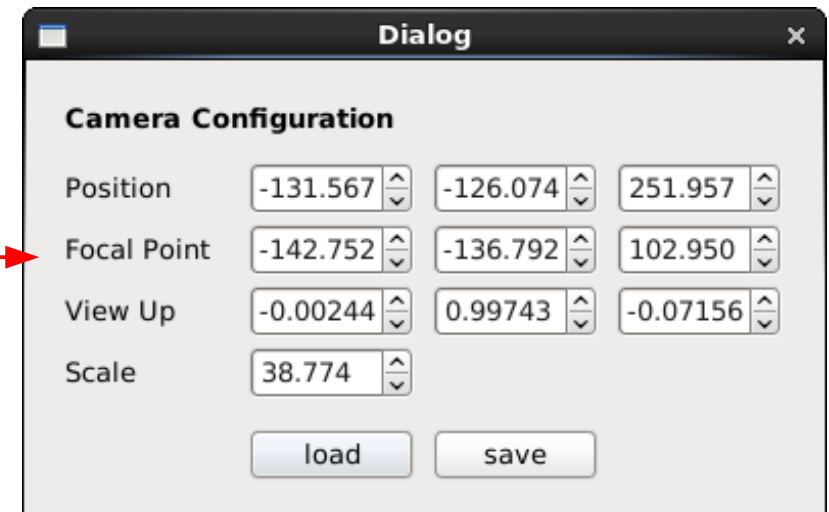 Dialog
Camera Configuration
Position -131.567 -126.074 251.957
Focal Point -142.752 -136.792 102.950
View Up -0.00244 0.99743 -0.07156
Scale 38.774
load save